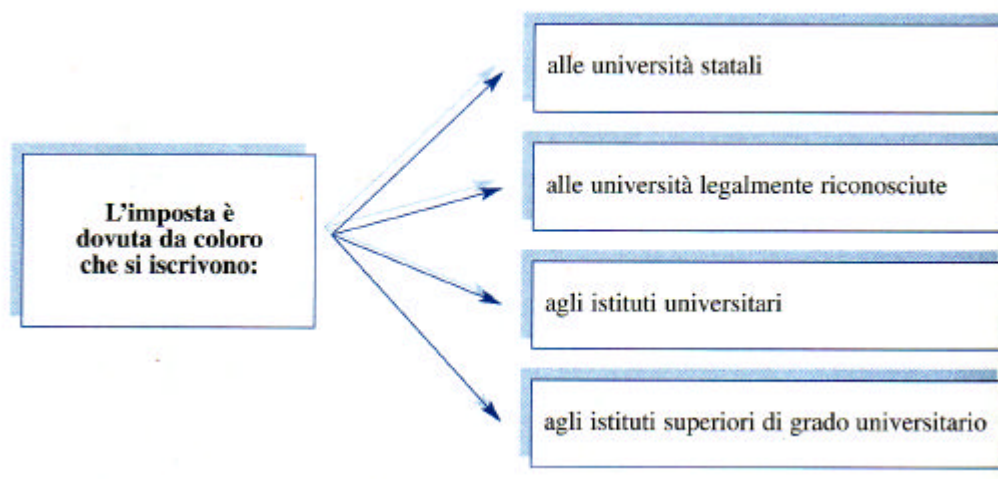 L'imposta è
dovuta da coloro
che si iscrivono:
alle università statali
alle università legalmente riconosciute
agli istituti universitari
agli istituti superiori di grado universitario